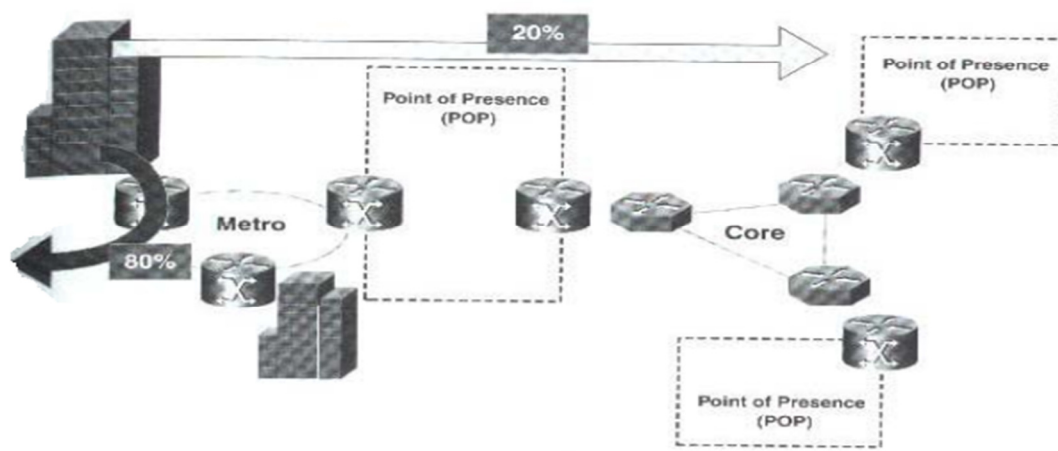 20%
Point of Presence
(POP)
Point of Presence
(POP)
Metro
Core
80%
Point of Presence
(POP)